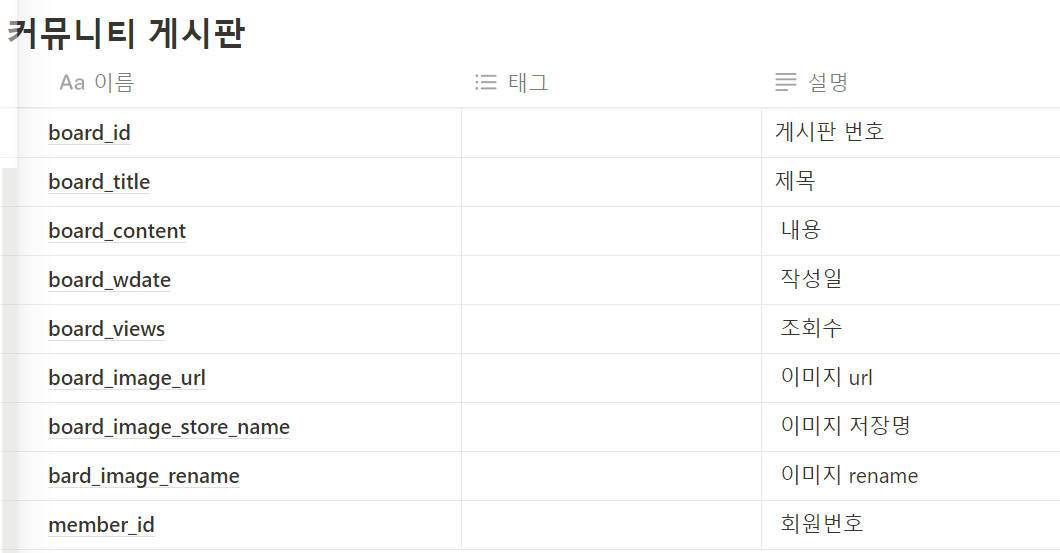 커뮤니티 게시판
Aa 이름 태그 설명
board_id 게시판 번호
board_title 제목
board_content 내용
board_wdate 작성일
board_views 조회수
board_image_url 이미지 url
board_image_store_name 이미지 저장명
bard_image_rename 이미지 rename
member_id 회원번호